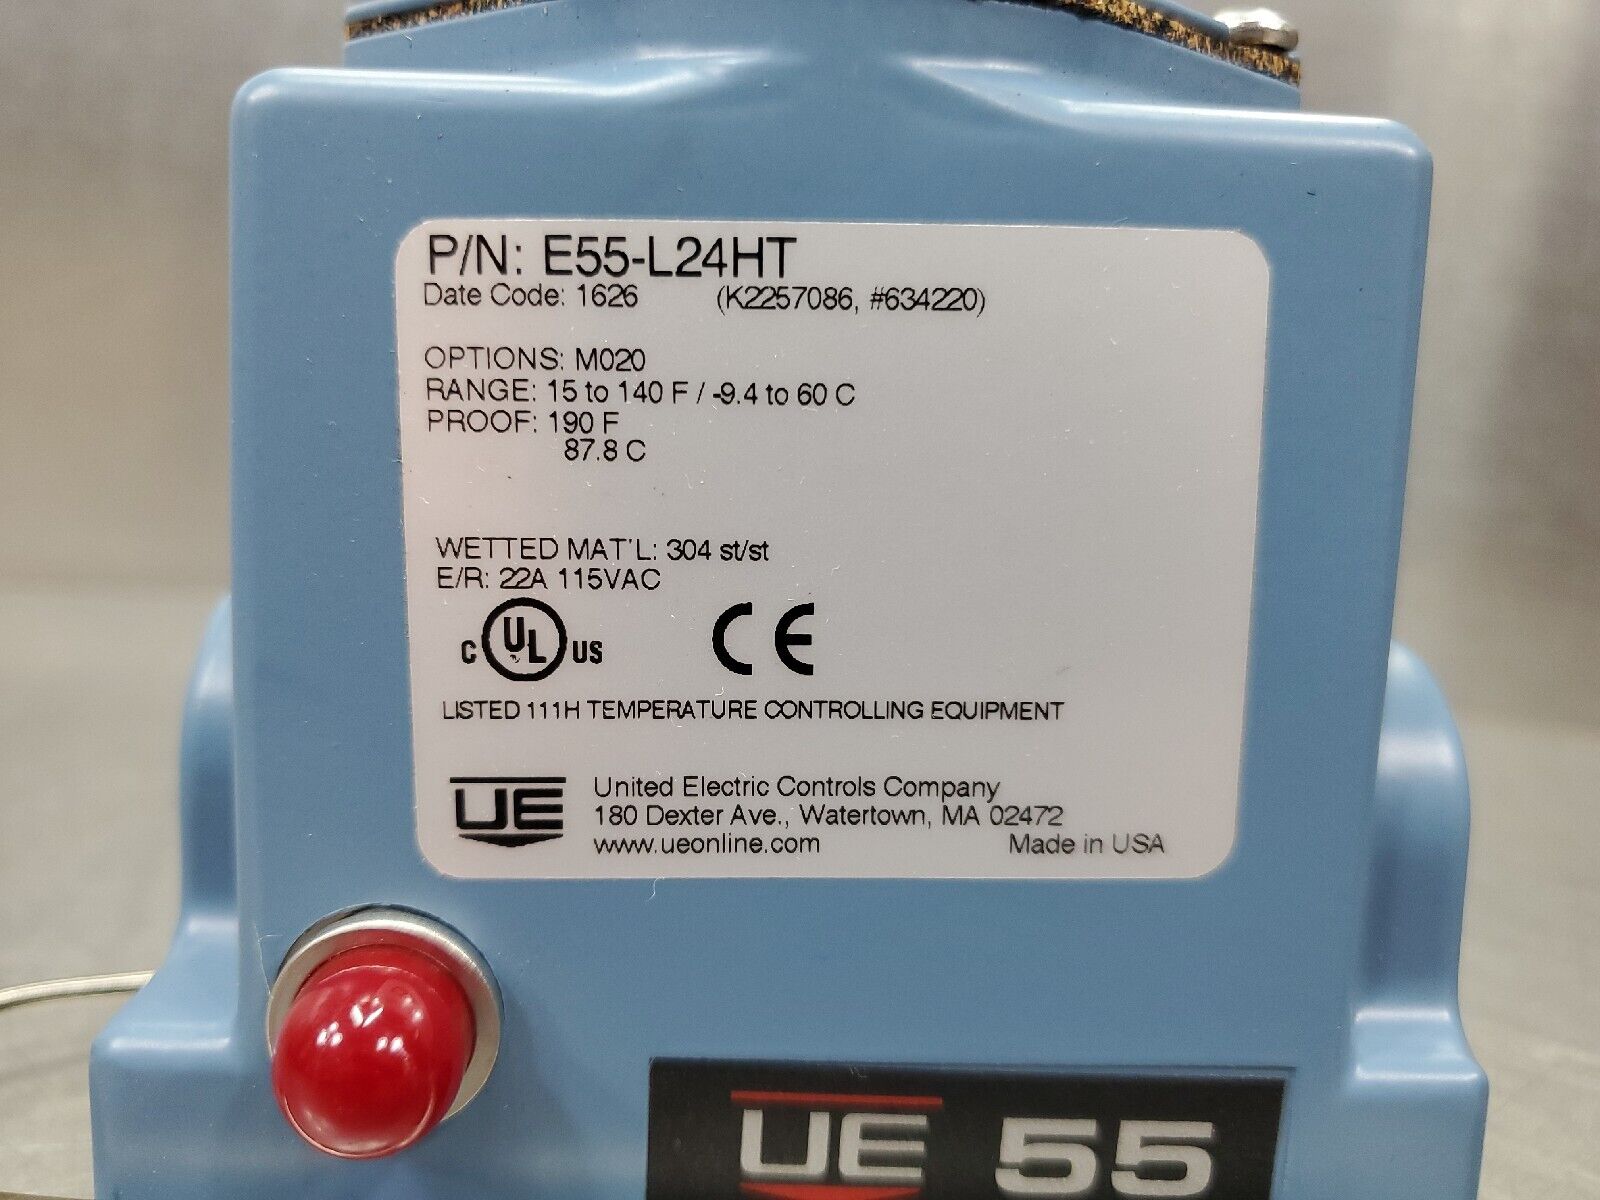 P/N: E55-L24HT
Date Code: 1626 (K2257086, #634220)
OPTIONS: M020
RANGE: 15 to 140 F / -9.4 to 60 C
PROOF: 190 F
87.8 C
WETTED MAT'L: 304 st/st
E/R: 22A 115VAC
C UL US CE
LISTED 111H TEMPERATURE CONTROLLING EQUIPMENT
UE United Electric Controls Company
180 Dexter Ave., Watertown, MA 02472
www.ueonline.com Made in USA
UE 55